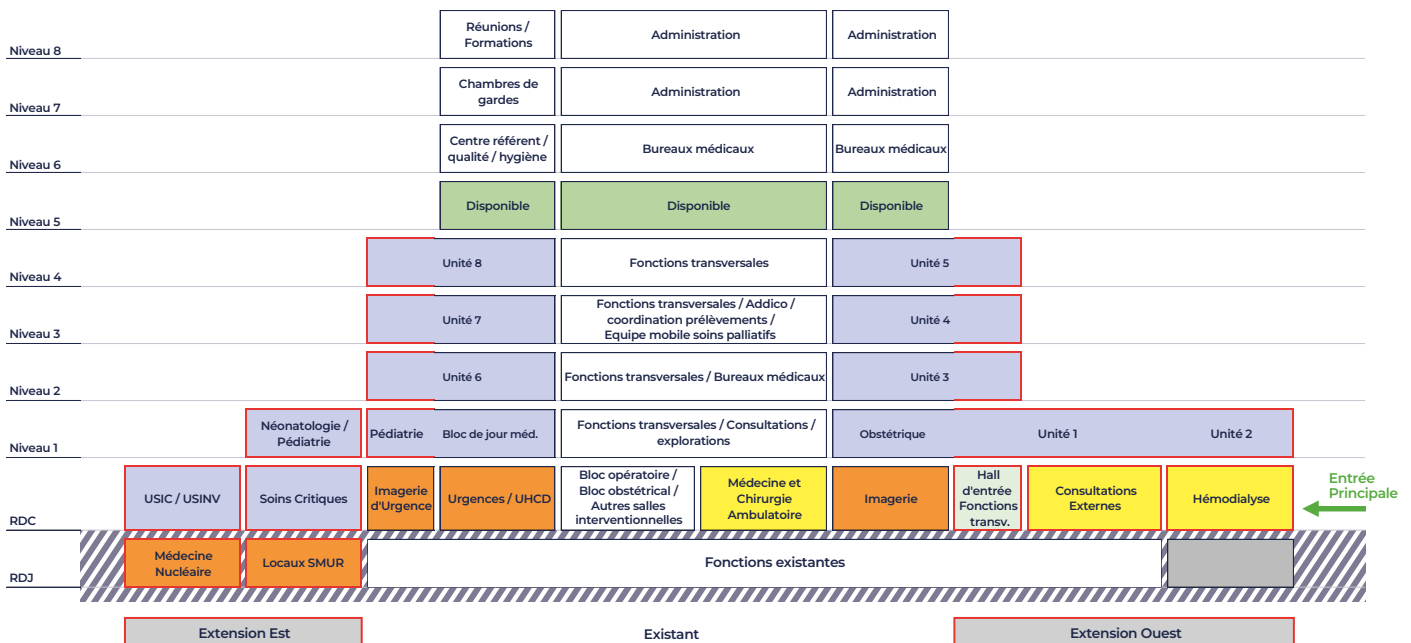 Niveau 8
Réunions /
Formations
Administration
Administration
Niveau 7
Chambres de
gardes
Administration
Administration
Niveau 6
Centre référent /
qualité / hygiène
Bureaux médicaux
Bureaux médicaux
Niveau 5
Disponible
Disponible
Disponible
Niveau 4
Unité 8
Fonctions transversales
Unité 5
Niveau 3
Unité 7
Fonctions transversales / Addico /
coordination prélèvements /
Equipe mobile soins palliatifs
Unité 4
Niveau 2
Unité 6
Fonctions transversales / Bureaux médicaux
Unité 3
Niveau 1
Néonatologie /
Pédiatrie
Pédiatrie
Bloc de jour méd.
Fonctions transversales / Consultations /
explorations
Obstétrique
Unité 1
Unité 2
RDC
USIC / USINV
Soins Critiques
Imagerie
d'Urgence
Urgences / UHCD
Bloc opératoire /
Bloc obstétrical /
Autres salles
interventionnelles
Médecine et
Chirurgie
Ambulatoire
Imagerie
Hall
d'entrée
Fonctions
transv.
Consultations
Externes
Hémodialyse
Entrée
Principale
RDJ
Médecine
Nucléaire
Locaux SMUR
Fonctions existantes
Extension Est
Existant
Extension Ouest